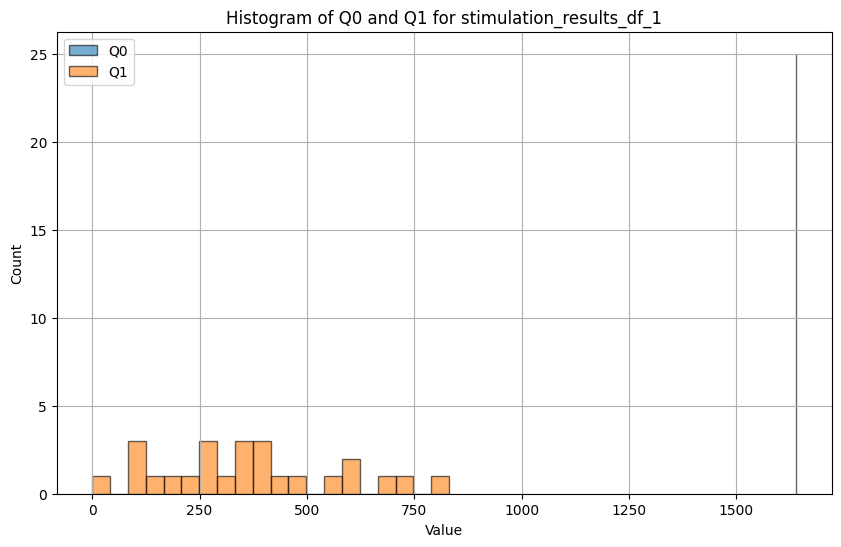 Histogram of Q0 and Q1 for stimulation_results_df_1
Q0
Q1
25
20
15
10
5
0
Count
0 250 500 750 1000 1250 1500
Value